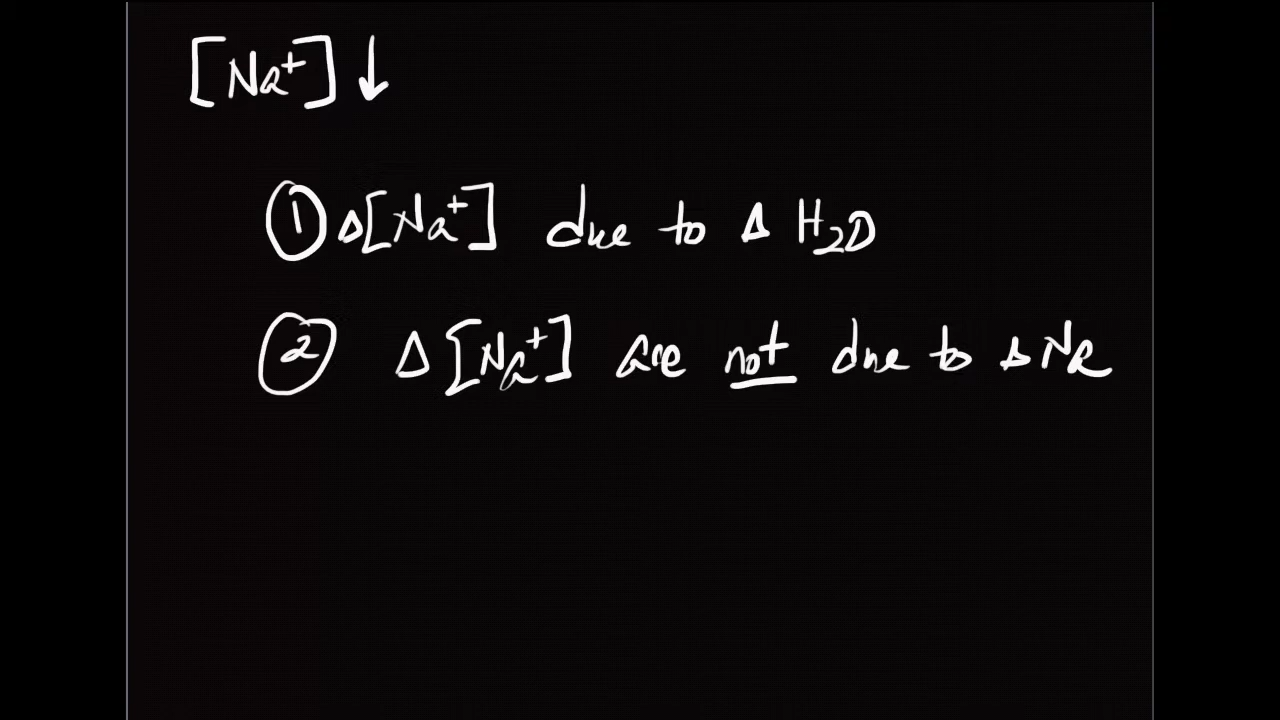 [Na⁺] ↓
① Δ[Na⁺] due to Δ H₂O
② Δ [Na⁺] are not due to Δ Na